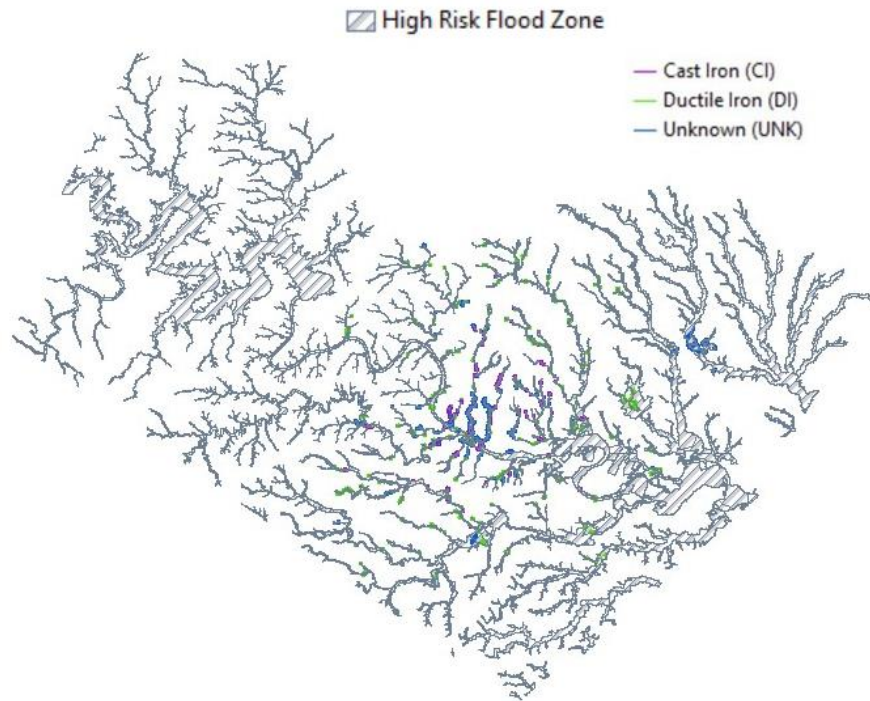 High Risk Flood Zone
Cast Iron (CI)
Ductile Iron (DI)
Unknown (UNK)